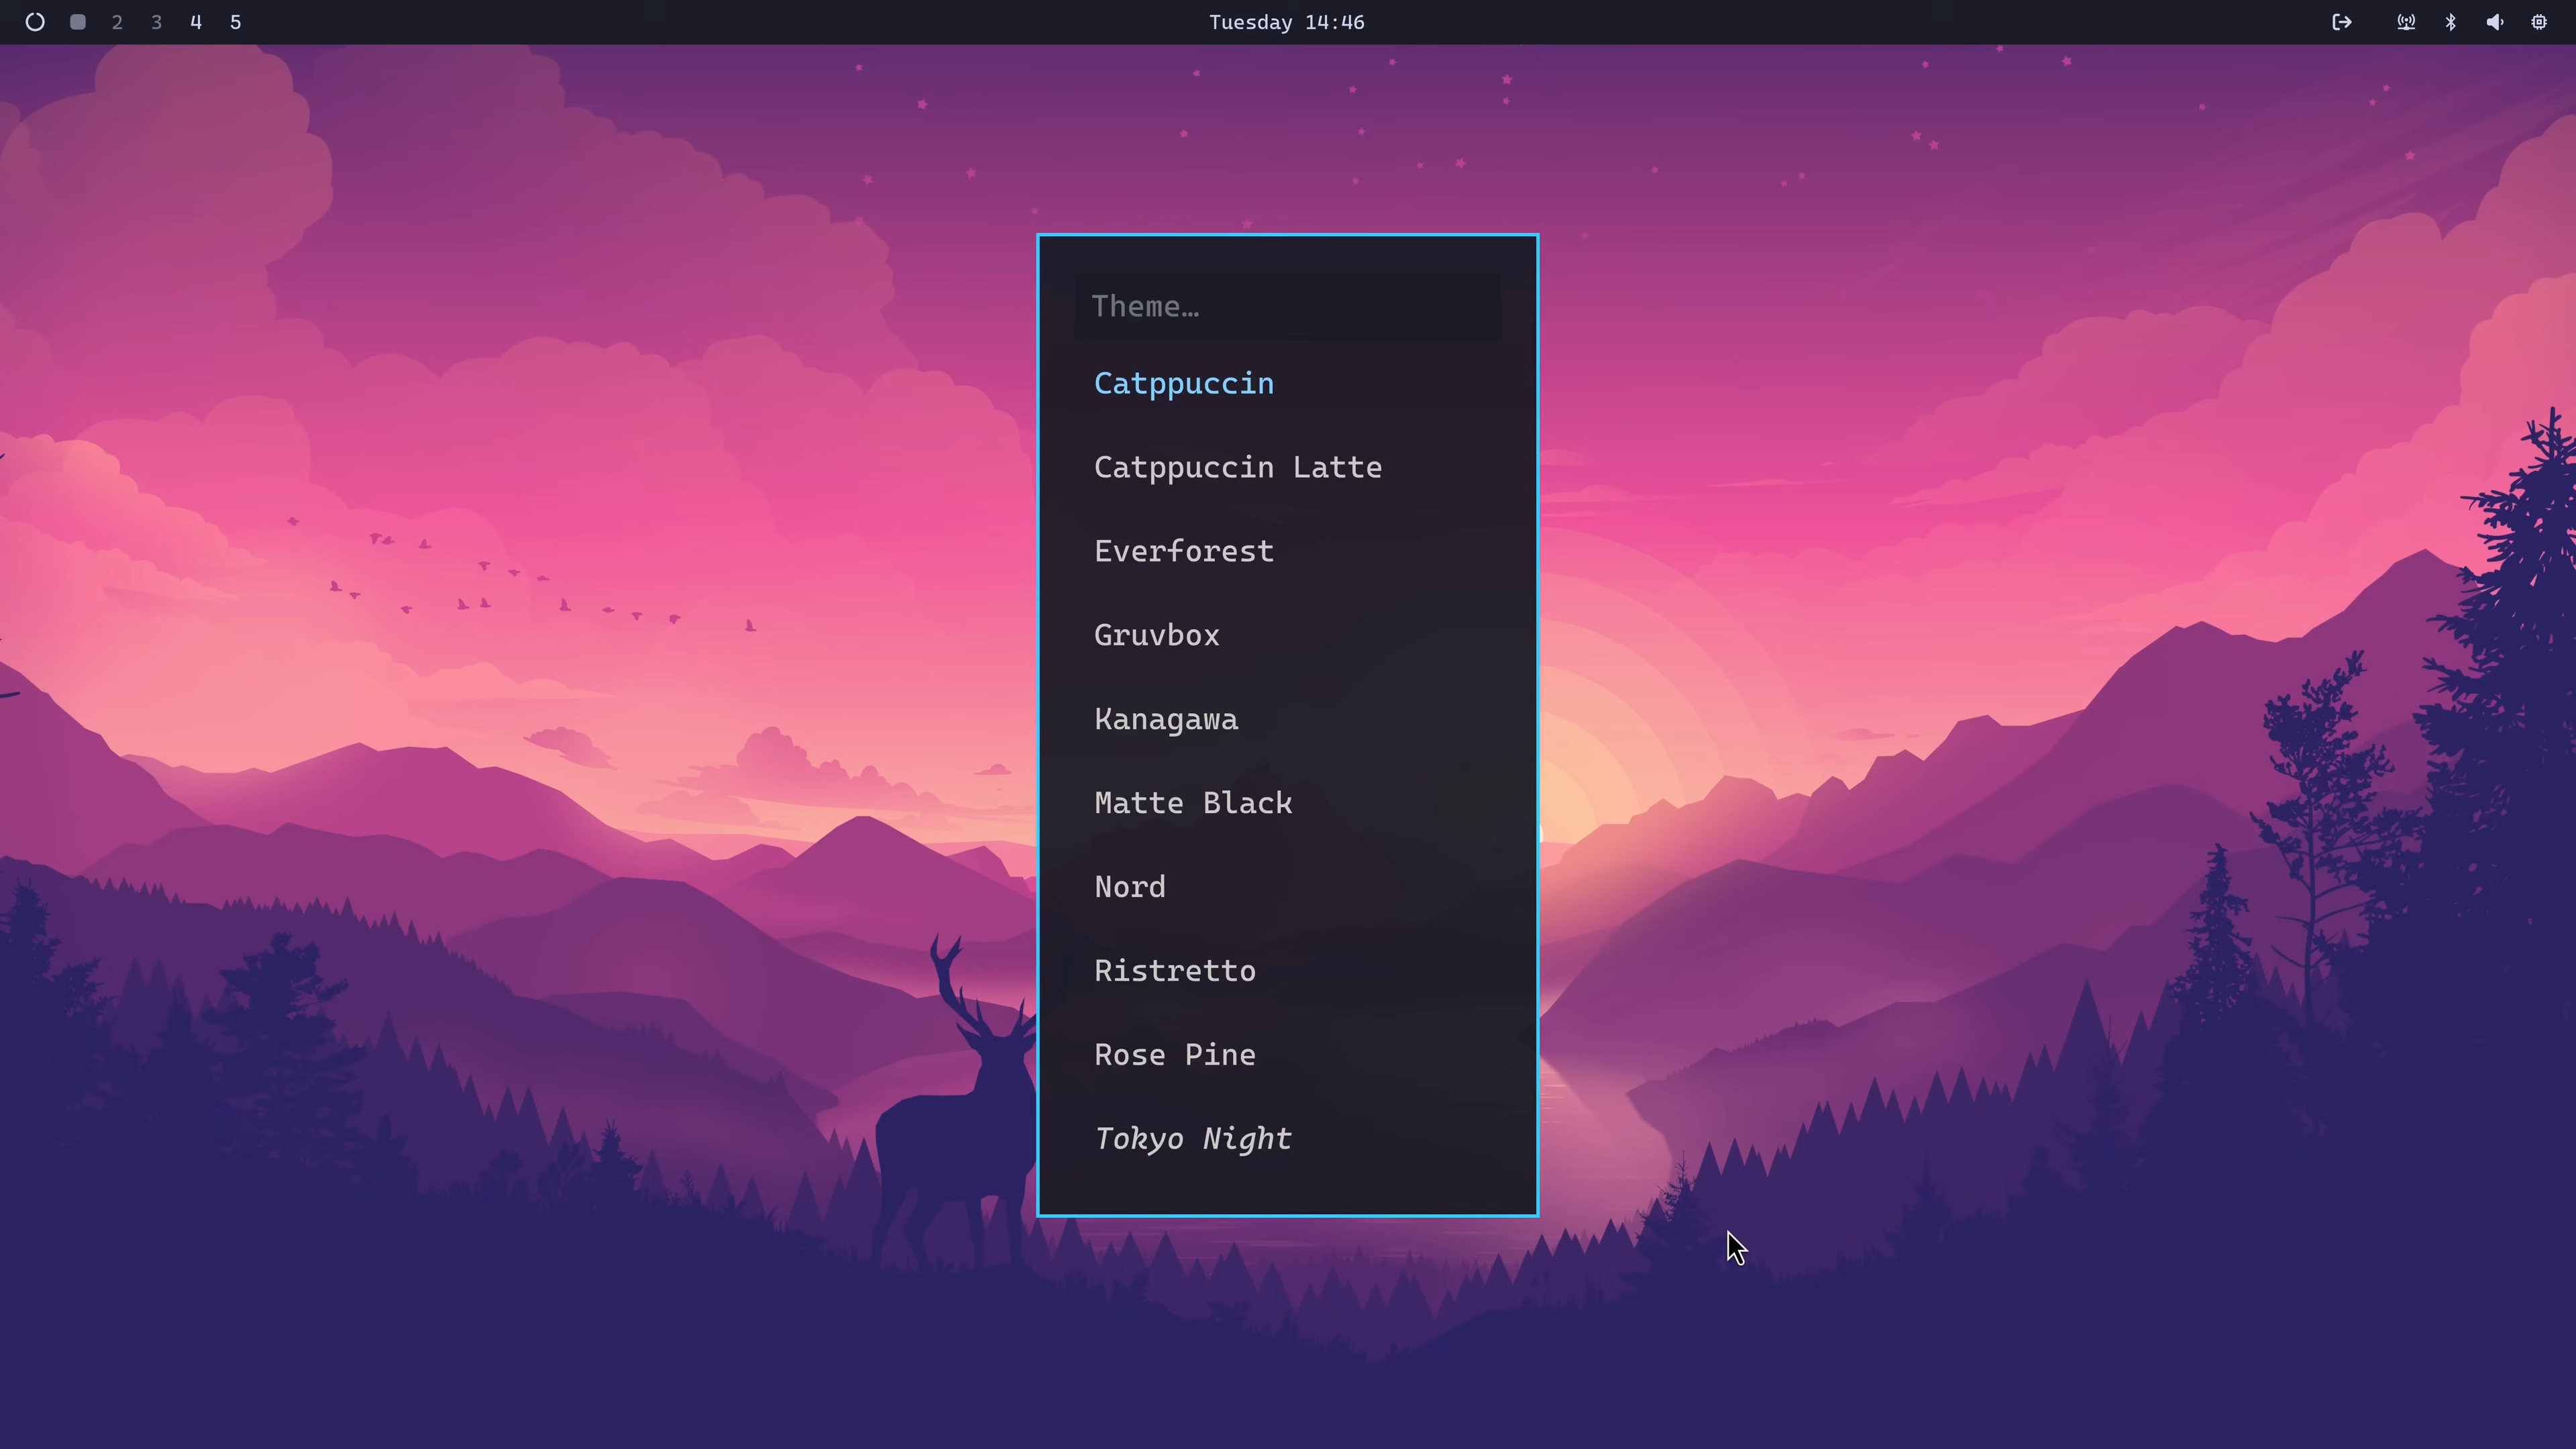 2 3 4 5 Tuesday 14:46
Theme…
Catppuccin
Catppuccin Latte
Everforest
Gruvbox
Kanagawa
Matte Black
Nord
Ristretto
Rose Pine
Tokyo Night